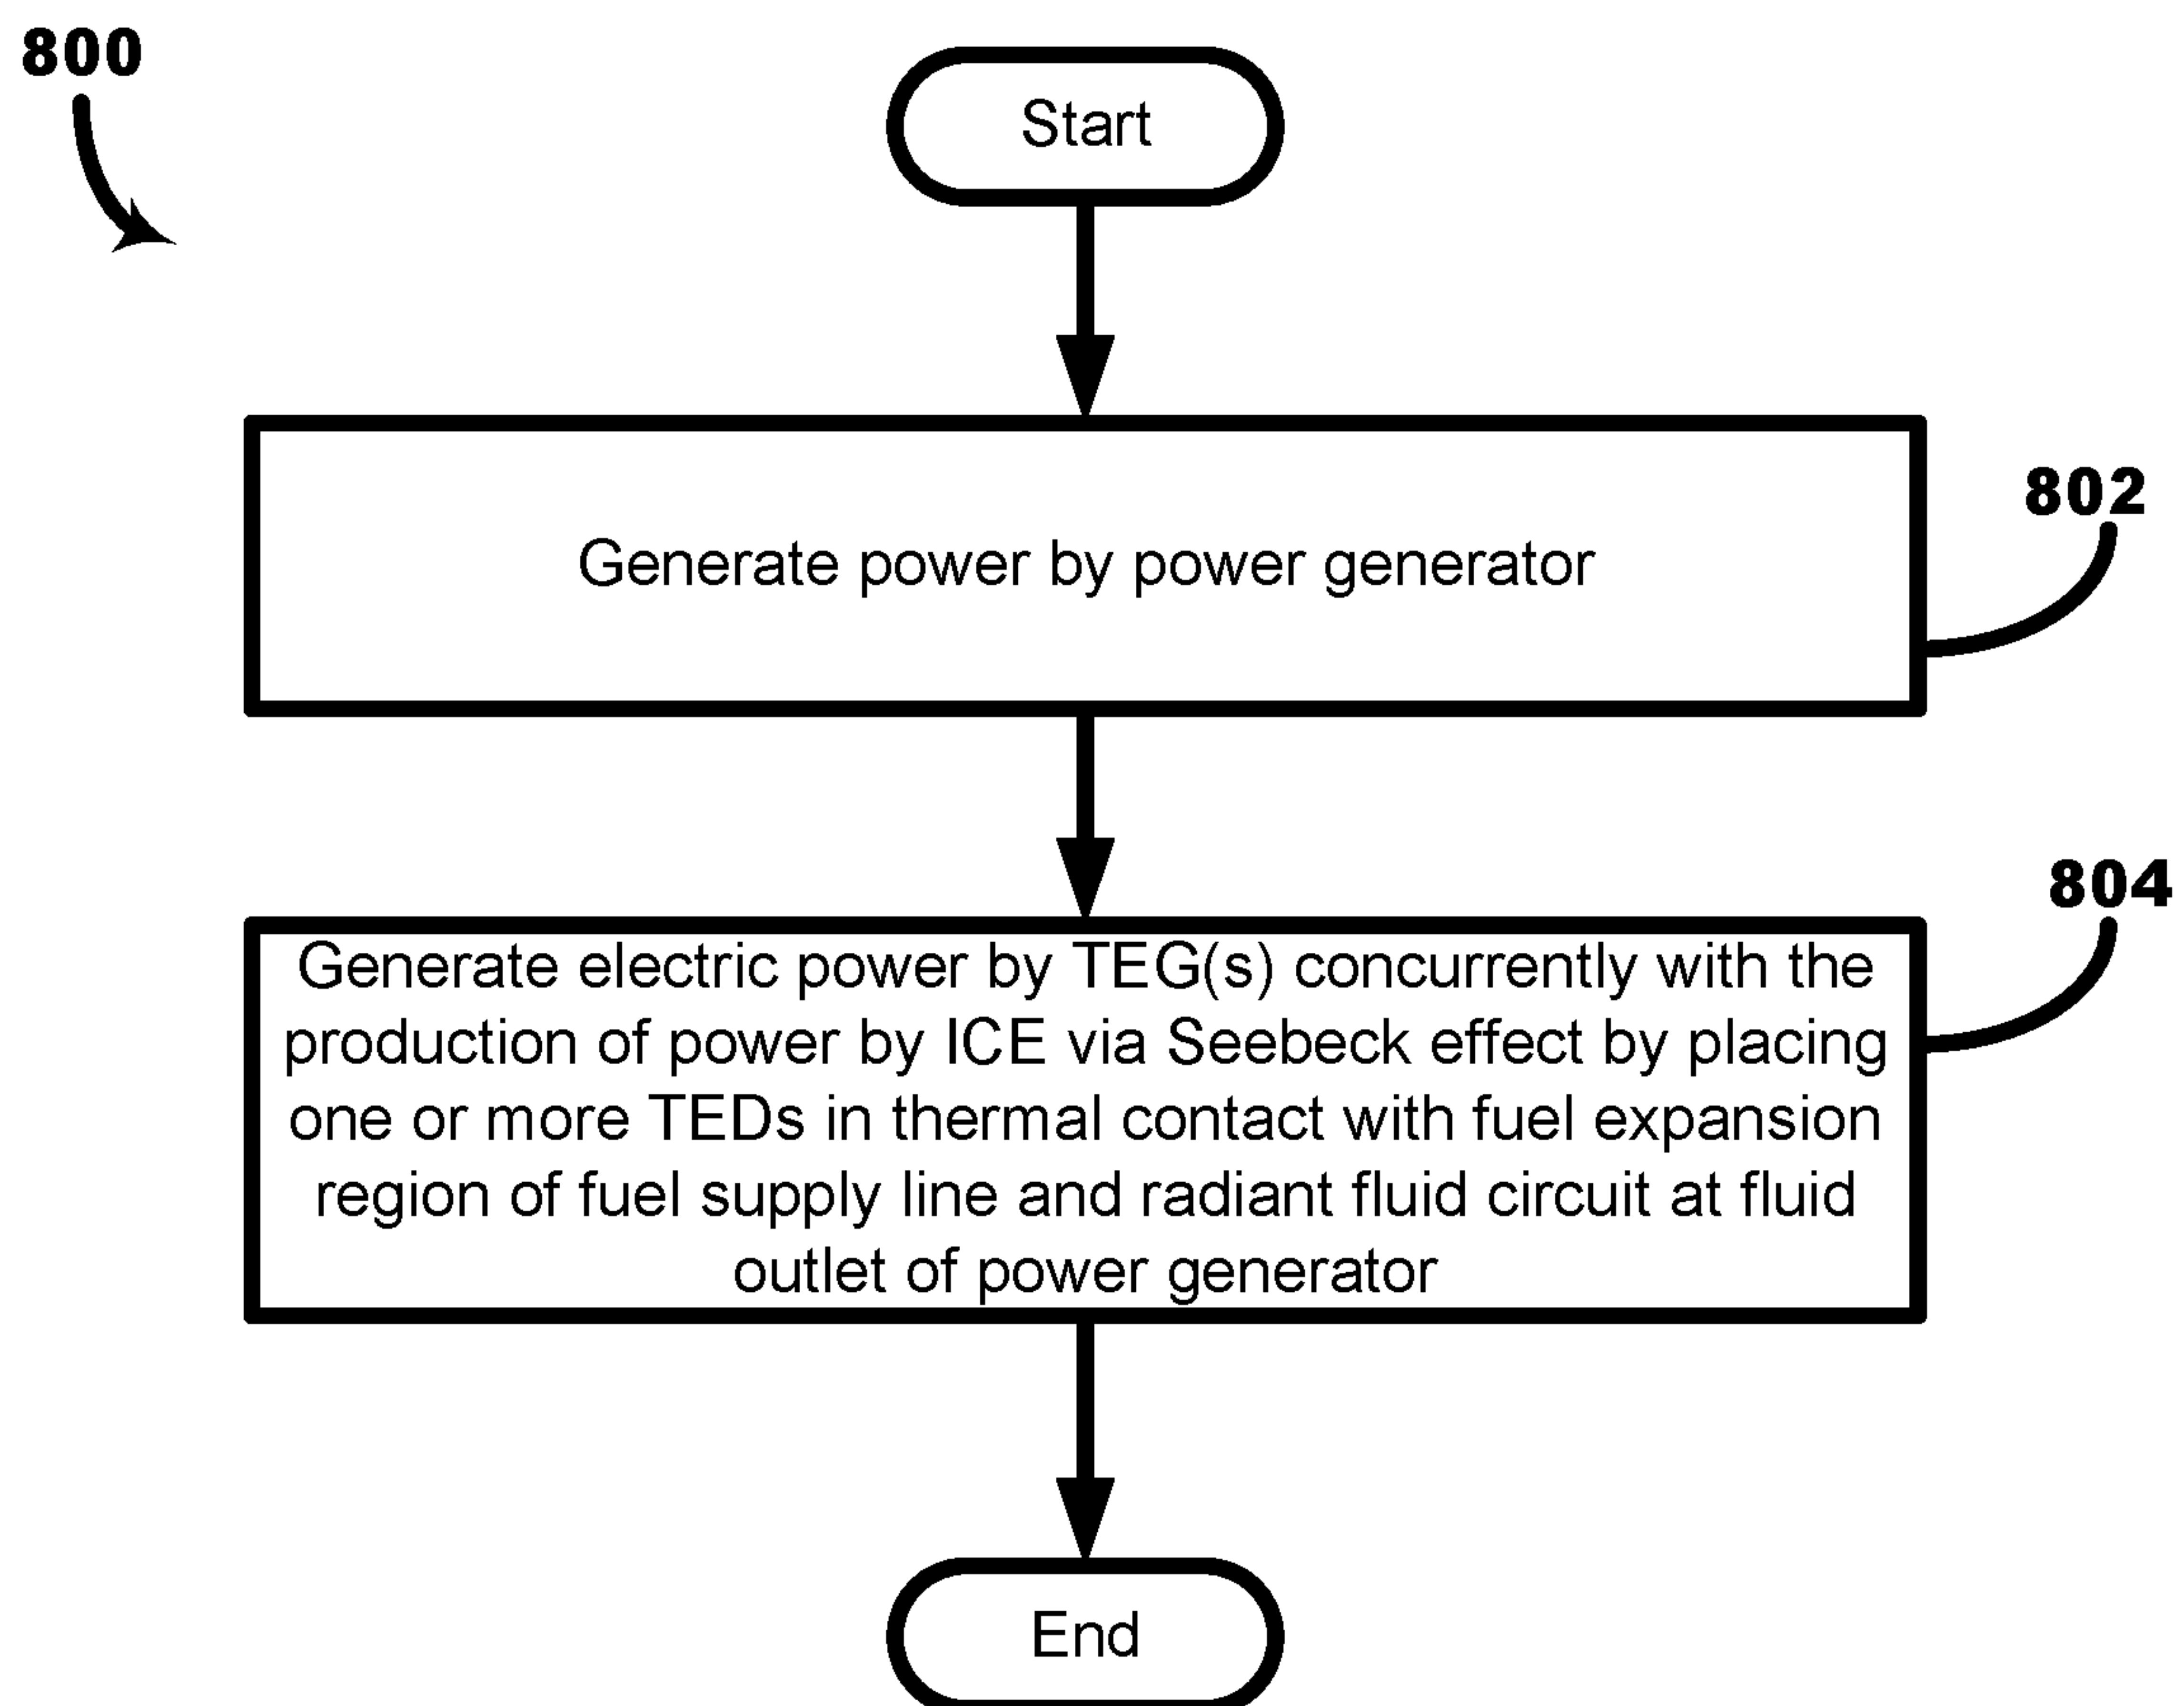 800
Start
Generate power by power generator
802
804
Generate electric power by TEG(s) concurrently with the
production of power by ICE via Seebeck effect by placing
one or more TEDs in thermal contact with fuel expansion
region of fuel supply line and radiant fluid circuit at fluid
outlet of power generator
End